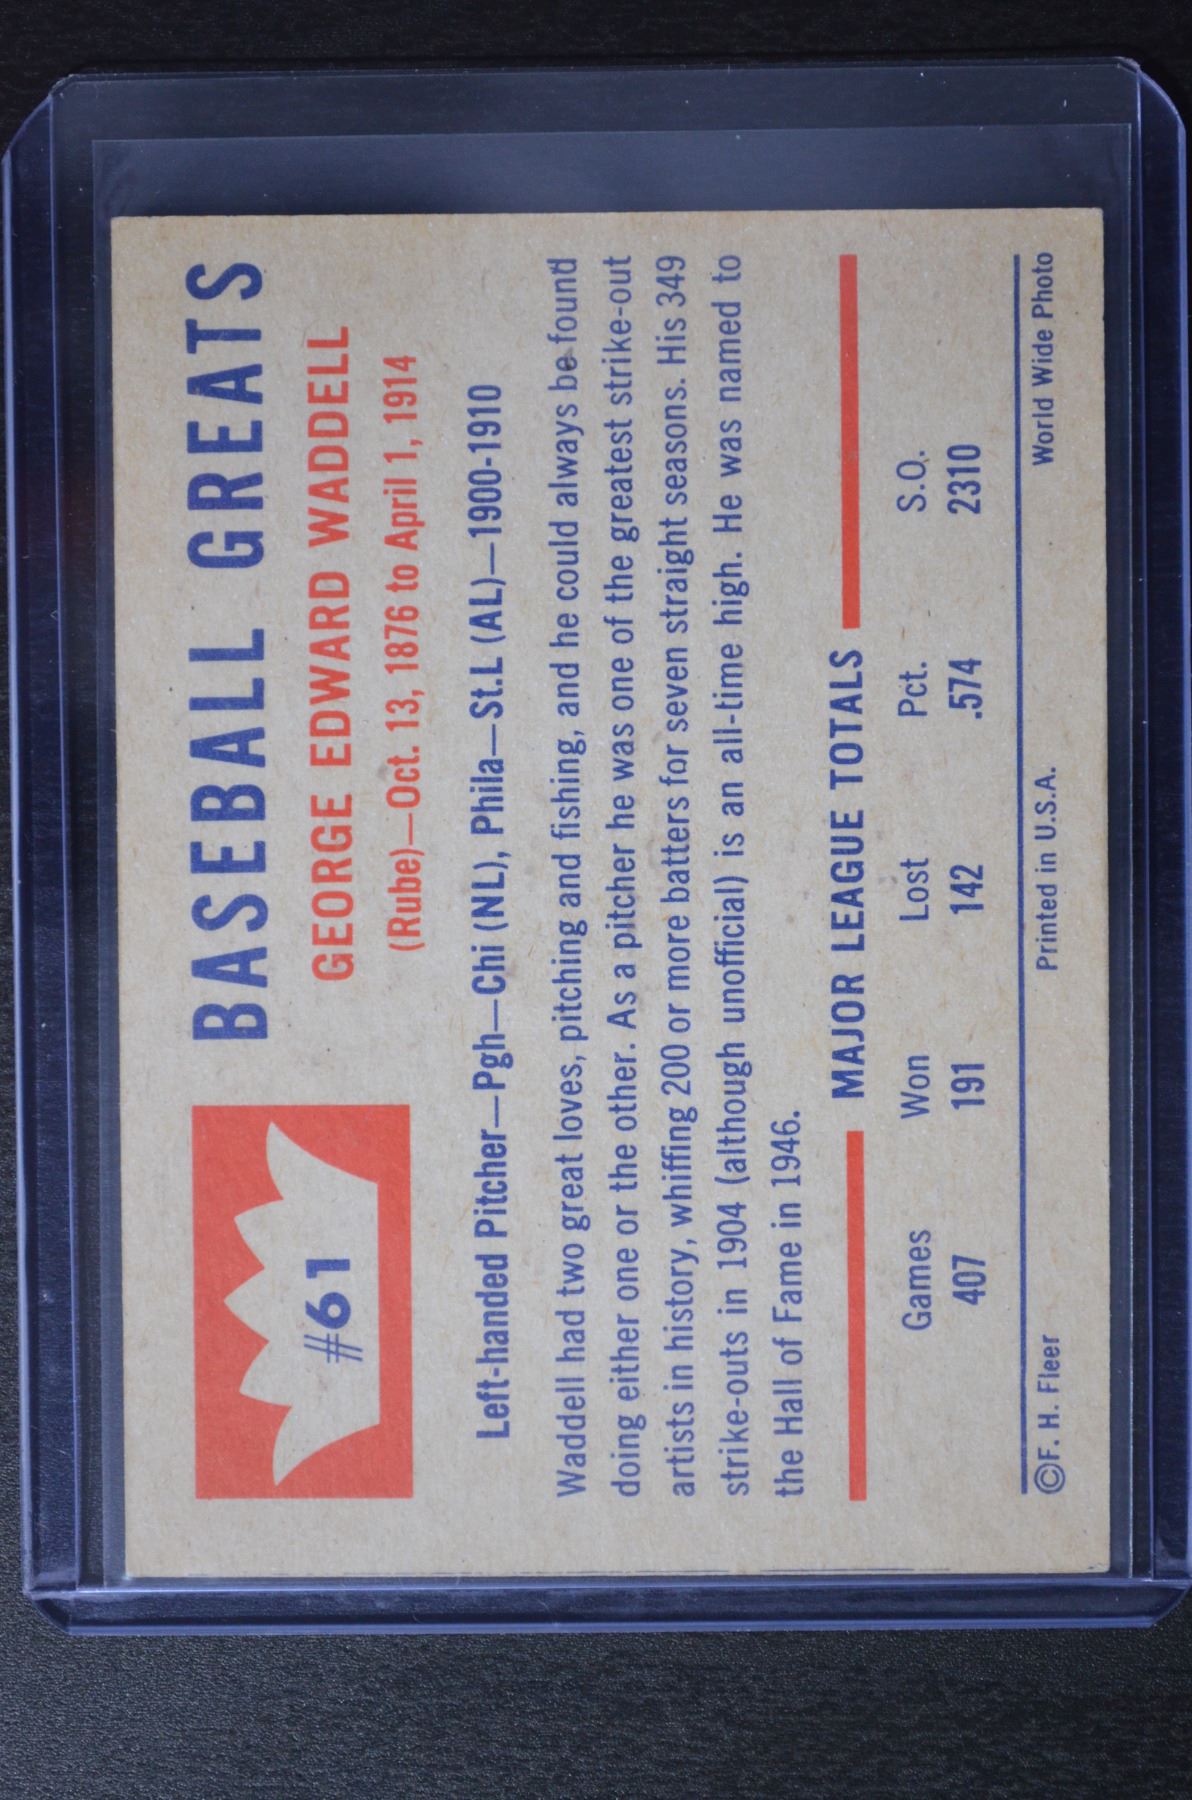 BASEBALL GREATS
#61
GEORGE EDWARD WADDELL
(Rube)—Oct. 13, 1876 to April 1, 1914
Left-handed Pitcher—Pgh—Chi (NL), Phila—St.L (AL)—1900-1910
Waddell had two great loves, pitching and fishing, and he could always be found
doing either one or the other. As a pitcher he was one of the greatest strike-out
artists in history, whiffing 200 or more batters for seven straight seasons. His 349
strike-outs in 1904 (although unofficial) is an all-time high. He was named to
the Hall of Fame in 1946.
MAJOR LEAGUE TOTALS
Games Won Lost Pct. S.O.
407 191 142 .574 2310
©F. H. Fleer Printed in U.S.A. World Wide Photo